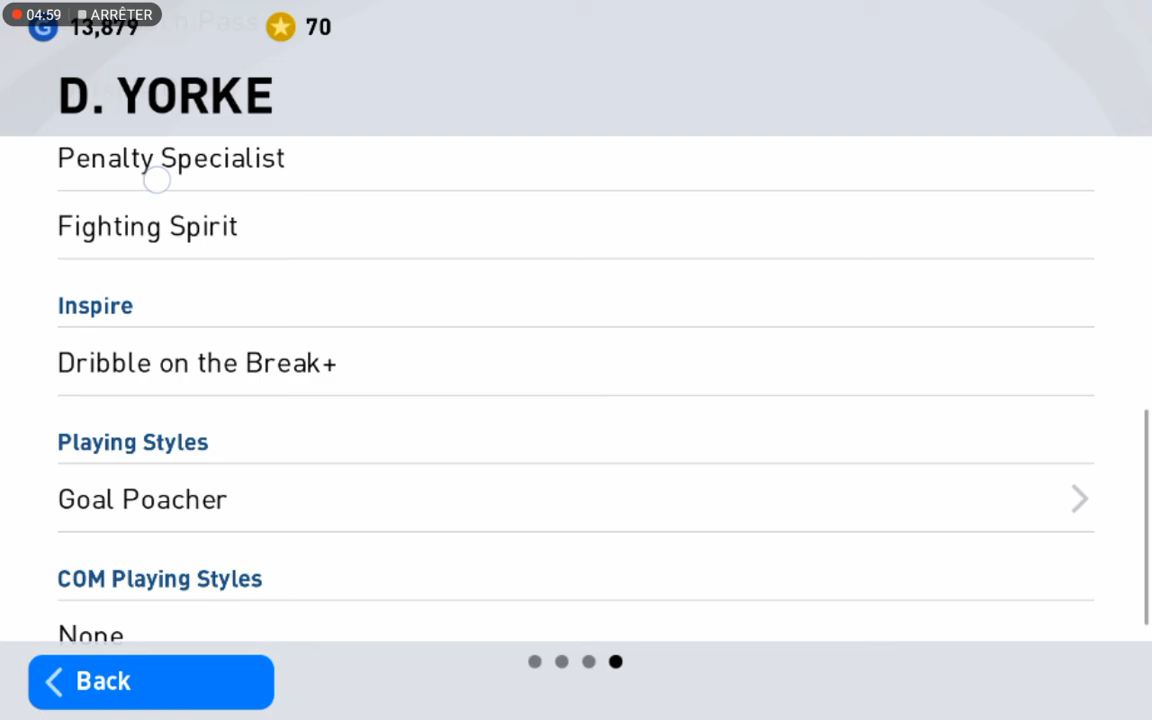 04:59 ARRÊTER
13,879 70
D. YORKE
Penalty Specialist
Fighting Spirit
Inspire
Dribble on the Break+
Playing Styles
Goal Poacher
COM Playing Styles
None
Back